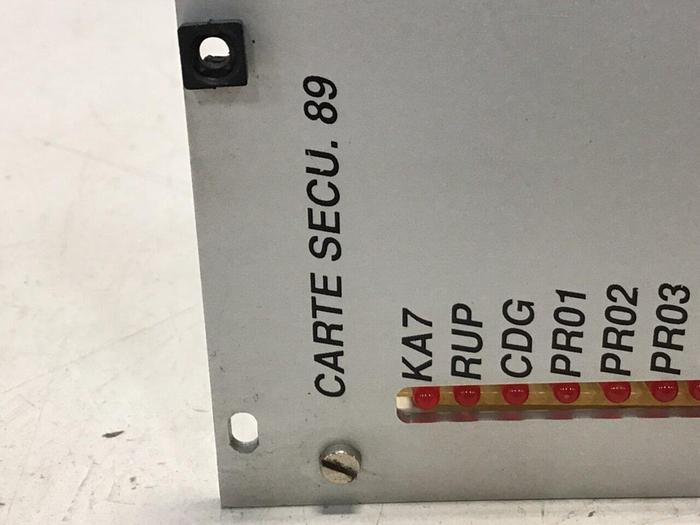 CARTE SECU. 89
KA7
RUP
CDG
PR01
PR02
PR03